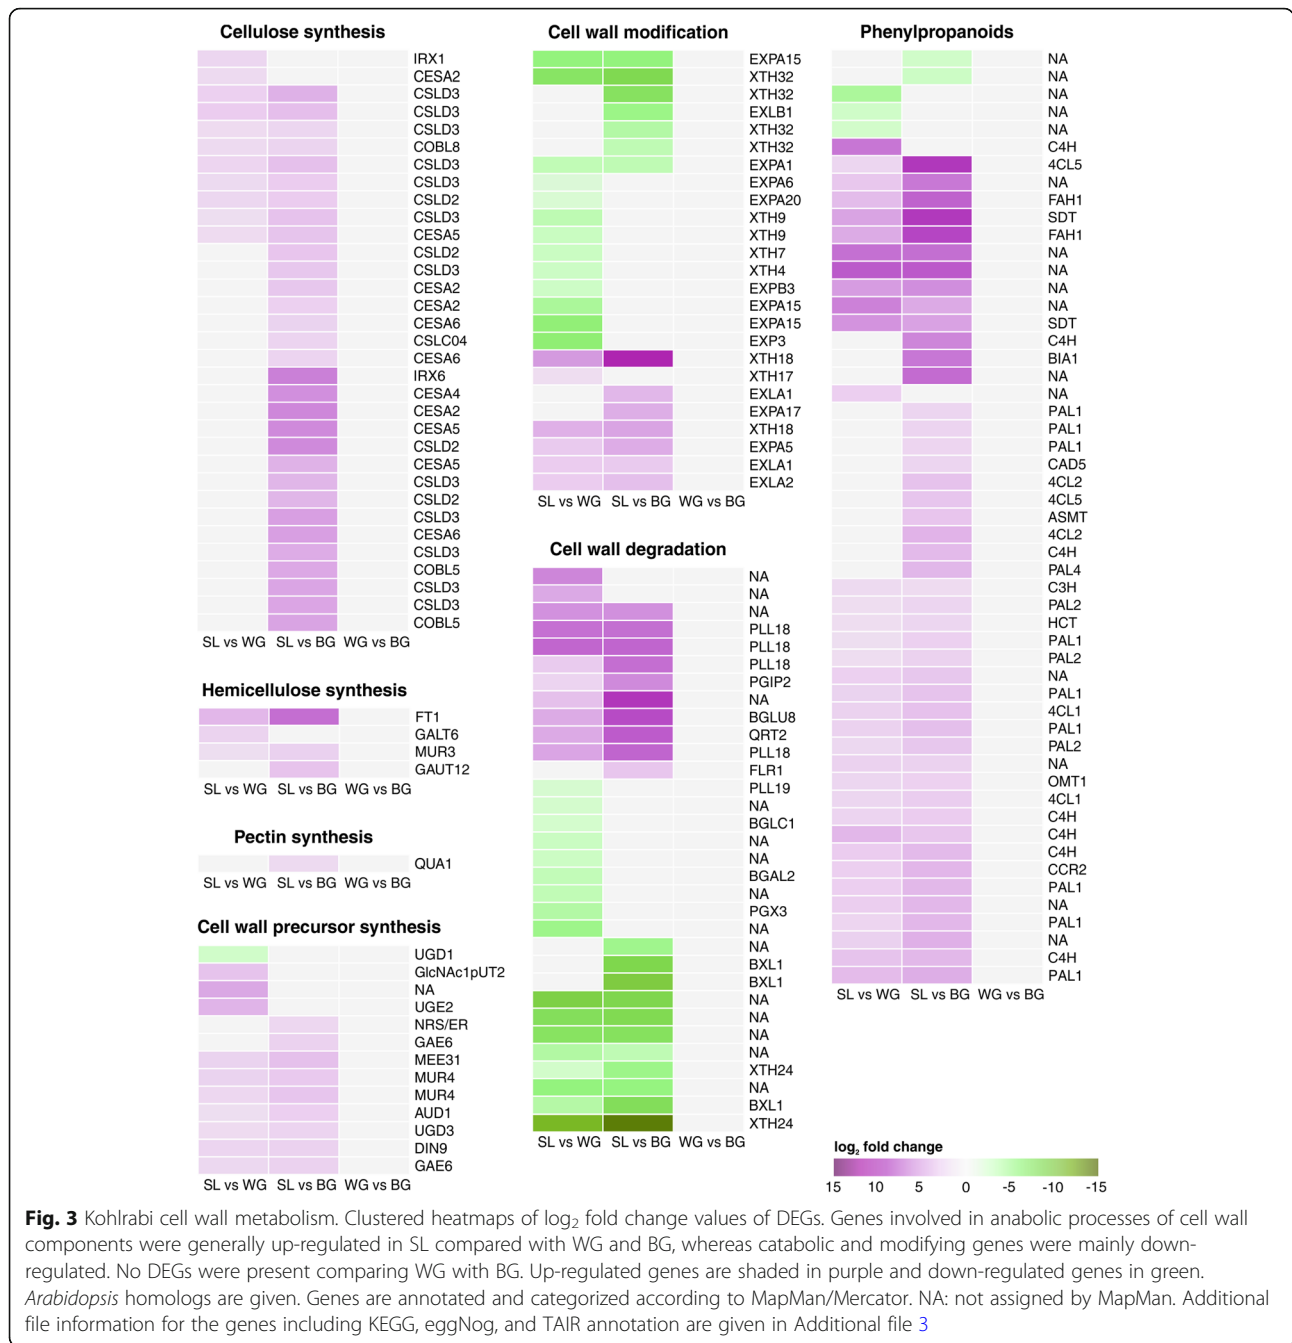 Cellulose synthesis
IRX1
CESA2
CSLD3
CSLD3
CSLD3
COBL8
CSLD3
CSLD3
CSLD2
CSLD3
CESA5
CSLD2
CSLD3
CESA2
CESA2
CESA6
CSLC04
CESA6
IRX6
CESA4
CESA2
CESA5
CSLD2
CESA5
CSLD3
CSLD2
CSLD3
CESA6
CSLD3
COBL5
CSLD3
CSLD3
COBL5
SL vs WG SL vs BG WG vs BG
Hemicellulose synthesis
FT1
GALT6
MUR3
GAUT12
SL vs WG SL vs BG WG vs BG
Pectin synthesis
QUA1
SL vs WG SL vs BG WG vs BG
Cell wall precursor synthesis
UGD1
GlcNAc1pUT2
NA
UGE2
NRS/ER
GAE6
MEE31
MUR4
MUR4
AUD1
UGD3
DIN9
GAE6
SL vs WG SL vs BG WG vs BG
Cell wall modification
EXPA15
XTH32
XTH32
EXLB1
XTH32
XTH32
EXPA1
EXPA6
EXPA20
XTH9
XTH9
XTH7
XTH4
EXPB3
EXPA15
EXPA15
EXP3
XTH18
XTH17
EXLA1
EXPA17
XTH18
EXPA5
EXLA1
EXLA2
SL vs WG SL vs BG WG vs BG
Cell wall degradation
NA
NA
NA
PLL18
PLL18
PLL18
PGIP2
NA
BGLU8
QRT2
PLL18
FLR1
PLL19
NA
BGLC1
NA
NA
BGAL2
NA
PGX3
NA
NA
BXL1
BXL1
NA
NA
NA
NA
XTH24
NA
BXL1
XTH24
SL vs WG SL vs BG WG vs BG
Phenylpropanoids
NA
NA
NA
NA
NA
C4H
4CL5
NA
FAH1
SDT
FAH1
NA
NA
NA
NA
SDT
C4H
BIA1
NA
NA
PAL1
PAL1
PAL1
CAD5
4CL2
4CL5
ASMT
4CL2
C4H
PAL4
C3H
PAL2
HCT
PAL1
PAL2
NA
PAL1
4CL1
PAL1
PAL2
NA
OMT1
4CL1
C4H
C4H
C4H
CCR2
PAL1
NA
PAL1
NA
C4H
PAL1
SL vs WG SL vs BG WG vs BG
log2 fold change
15 10 5 0 -5 -10 -15
Fig. 3 Kohlrabi cell wall metabolism. Clustered heatmaps of log2 fold change values of DEGs. Genes involved in anabolic processes of cell wall
components were generally up-regulated in SL compared with WG and BG, whereas catabolic and modifying genes were mainly down-
regulated. No DEGs were present comparing WG with BG. Up-regulated genes are shaded in purple and down-regulated genes in green.
Arabidopsis homologs are given. Genes are annotated and categorized according to MapMan/Mercator. NA: not assigned by MapMan. Additional
file information for the genes including KEGG, eggNog, and TAIR annotation are given in Additional file 3